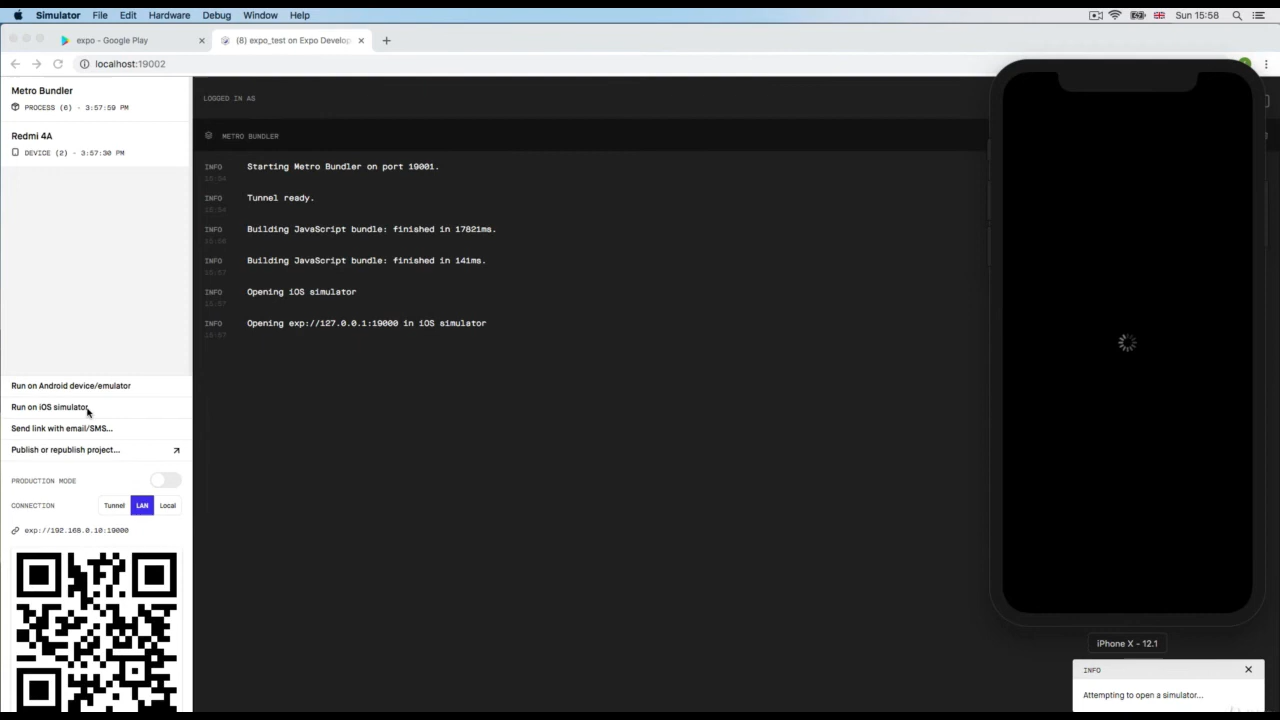 Simulator File Edit Hardware Debug Window Help Sun 15:58
expo - Google Play (8) expo_test on Expo Develop
localhost:19002
Metro Bundler
PROCESS (6) - 3:57:59 PM
Redmi 4A
DEVICE (2) - 3:57:30 PM
Run on Android device/emulator
Run on iOS simulator
Send link with email/SMS...
Publish or republish project...
PRODUCTION MODE
CONNECTION Tunnel LAN Local
exp://192.168.0.10:19000
LOGGED IN AS
METRO BUNDLER
INFO Starting Metro Bundler on port 19001.
INFO Tunnel ready.
INFO Building JavaScript bundle: finished in 17821ms.
INFO Building JavaScript bundle: finished in 141ms.
INFO Opening iOS simulator
INFO Opening exp://127.0.0.1:19000 in iOS simulator
iPhone X - 12.1
INFO
Attempting to open a simulator...